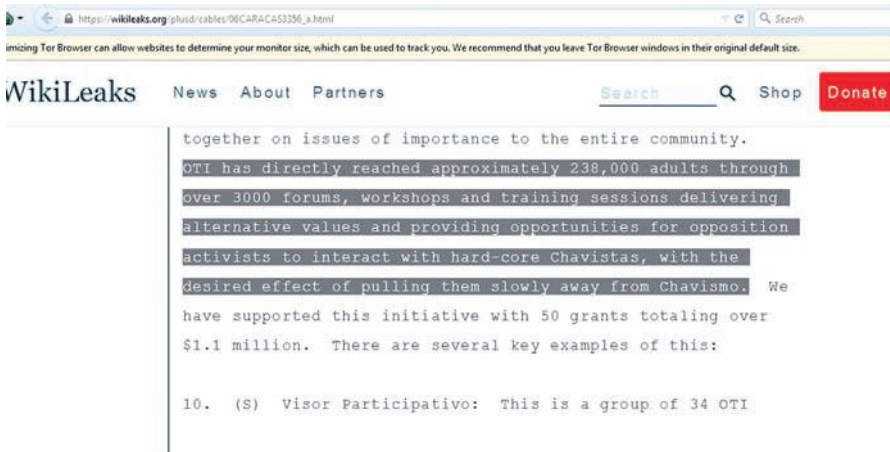 https://wikileaks.org/plusd/cables/06CARACAS3356_a.html
Search
imizing Tor Browser can allow websites to determine your monitor size, which can be used to track you. We recommend that you leave Tor Browser windows in their original default size.
WikiLeaks News About Partners Search Shop Donate
together on issues of importance to the entire community.
OTI has directly reached approximately 238,000 adults through
over 3000 forums, workshops and training sessions delivering
alternative values and providing opportunities for opposition
activists to interact with hard-core Chavistas, with the
desired effect of pulling them slowly away from Chavismo. We
have supported this initiative with 50 grants totaling over
$1.1 million. There are several key examples of this:
10. (S) Visor Participativo: This is a group of 34 OTI